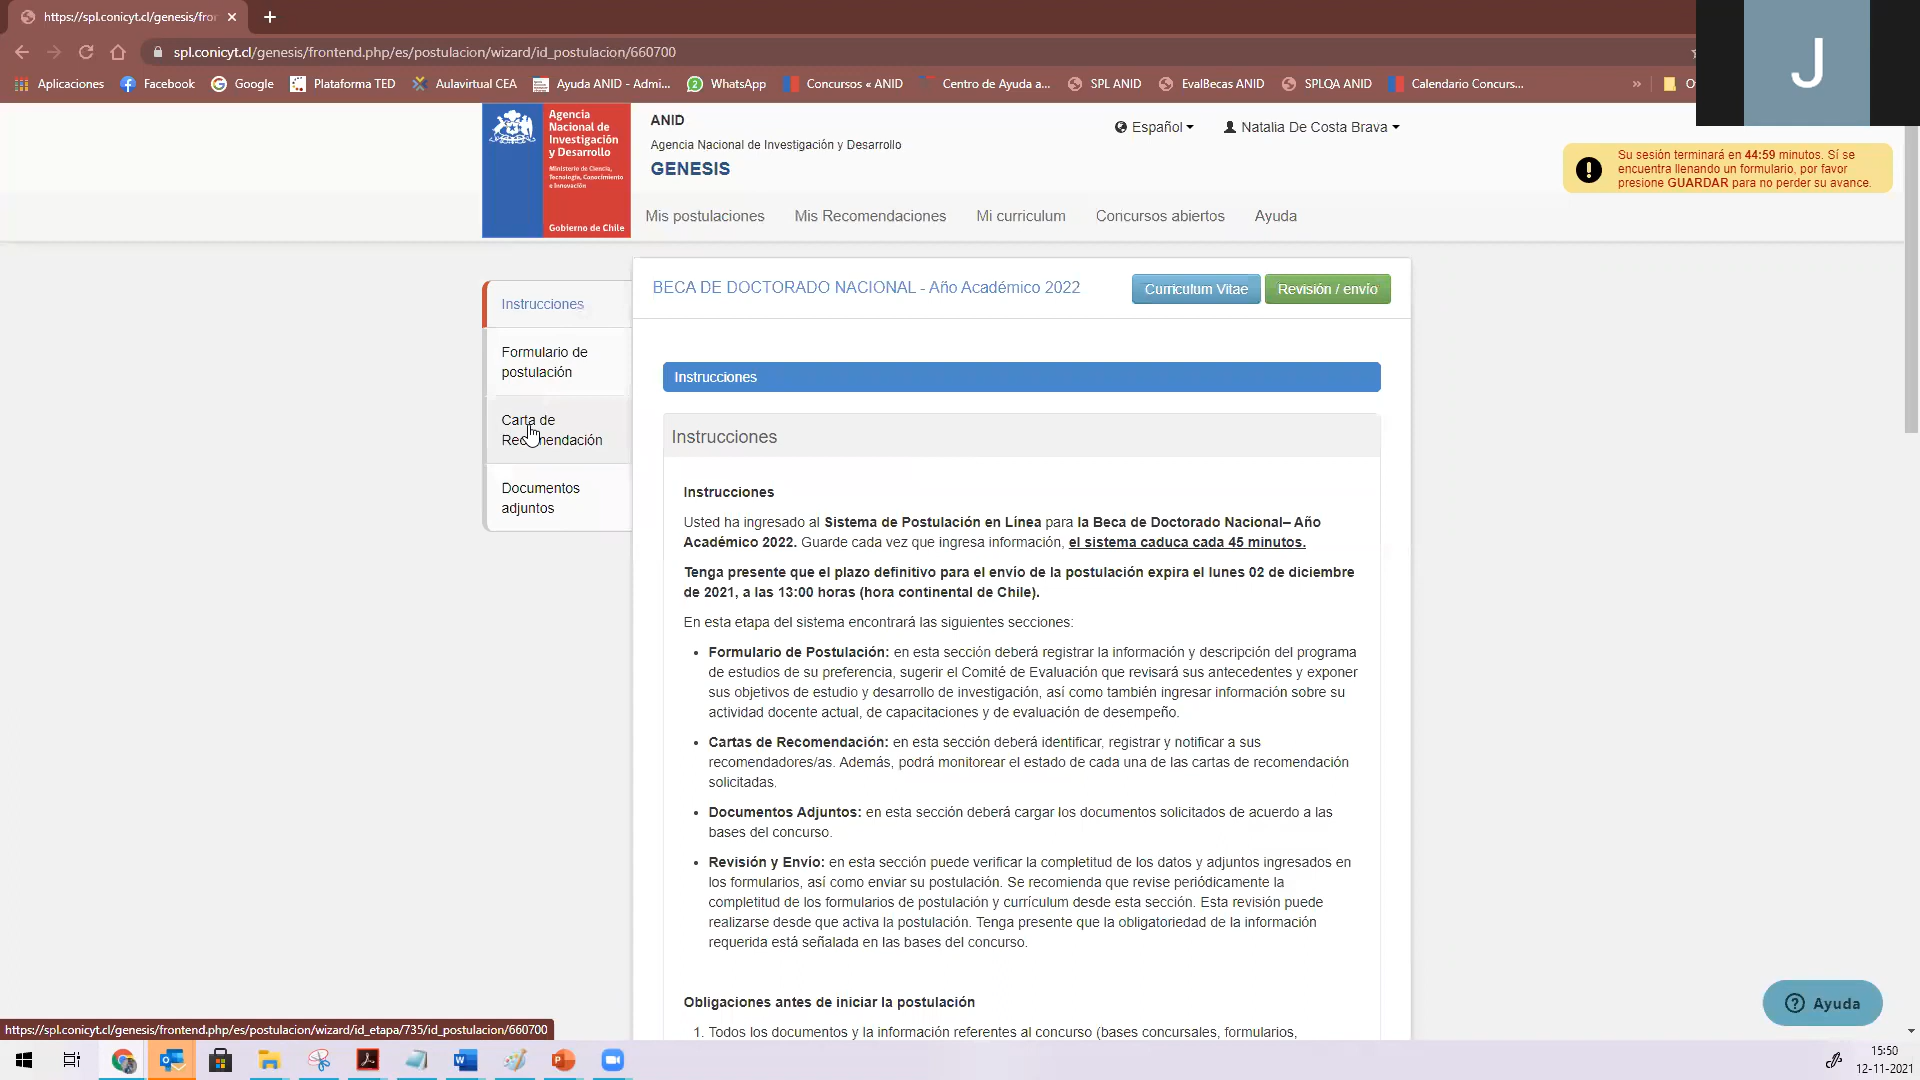 https://spl.conicyt.cl/genesis/fror
spl.conicyt.cl/genesis/frontend.php/es/postulacion/wizard/id_postulacion/660700
Aplicaciones
Facebook
Google
Plataforma TED
Aulavirtual CEA
Ayuda ANID - Admi...
WhatsApp
Concursos « ANID
Centro de Ayuda a...
SPL ANID
EvalBecas ANID
SPLQA ANID
Calendario Concurs...
»
J
Agencia
Nacional de
Investigación
y Desarrollo
Ministerio de Ciencia,
Tecnología, Conocimiento
e Innovación
Gobierno de Chile
ANID
Agencia Nacional de Investigación y Desarrollo
GENESIS
Español
Natalia De Costa Brava
Su sesión terminará en 44:59 minutos. Sí se
encuentra llenando un formulario, por favor
presione GUARDAR para no perder su avance.
Mis postulaciones
Mis Recomendaciones
Mi curriculum
Concursos abiertos
Ayuda
Instrucciones
Formulario de
postulación
Carta de
Recomendación
Documentos
adjuntos
BECA DE DOCTORADO NACIONAL - Año Académico 2022
Curriculum Vitae
Revisión / envío
Instrucciones
Instrucciones
Instrucciones
Usted ha ingresado al Sistema de Postulación en Línea para la Beca de Doctorado Nacional– Año
Académico 2022. Guarde cada vez que ingresa información, el sistema caduca cada 45 minutos.
Tenga presente que el plazo definitivo para el envío de la postulación expira el lunes 02 de diciembre
de 2021, a las 13:00 horas (hora continental de Chile).
En esta etapa del sistema encontrará las siguientes secciones:
• Formulario de Postulación: en esta sección deberá registrar la información y descripción del programa
de estudios de su preferencia, sugerir el Comité de Evaluación que revisará sus antecedentes y exponer
sus objetivos de estudio y desarrollo de investigación, así como también ingresar información sobre su
actividad docente actual, de capacitaciones y de evaluación de desempeño.
• Cartas de Recomendación: en esta sección deberá identificar, registrar y notificar a sus
recomendadores/as. Además, podrá monitorear el estado de cada una de las cartas de recomendación
solicitadas.
• Documentos Adjuntos: en esta sección deberá cargar los documentos solicitados de acuerdo a las
bases del concurso.
• Revisión y Envío: en esta sección puede verificar la completitud de los datos y adjuntos ingresados en
los formularios, así como enviar su postulación. Se recomienda que revise periódicamente la
completitud de los formularios de postulación y currículum desde esta sección. Esta revisión puede
realizarse desde que activa la postulación. Tenga presente que la obligatoriedad de la información
requerida está señalada en las bases del concurso.
Obligaciones antes de iniciar la postulación
1. Todos los documentos y la información referentes al concurso (bases concursales, formularios,
Ayuda
https://spl.conicyt.cl/genesis/frontend.php/es/postulacion/wizard/id_etapa/735/id_postulacion/660700
15:50
12-11-2021